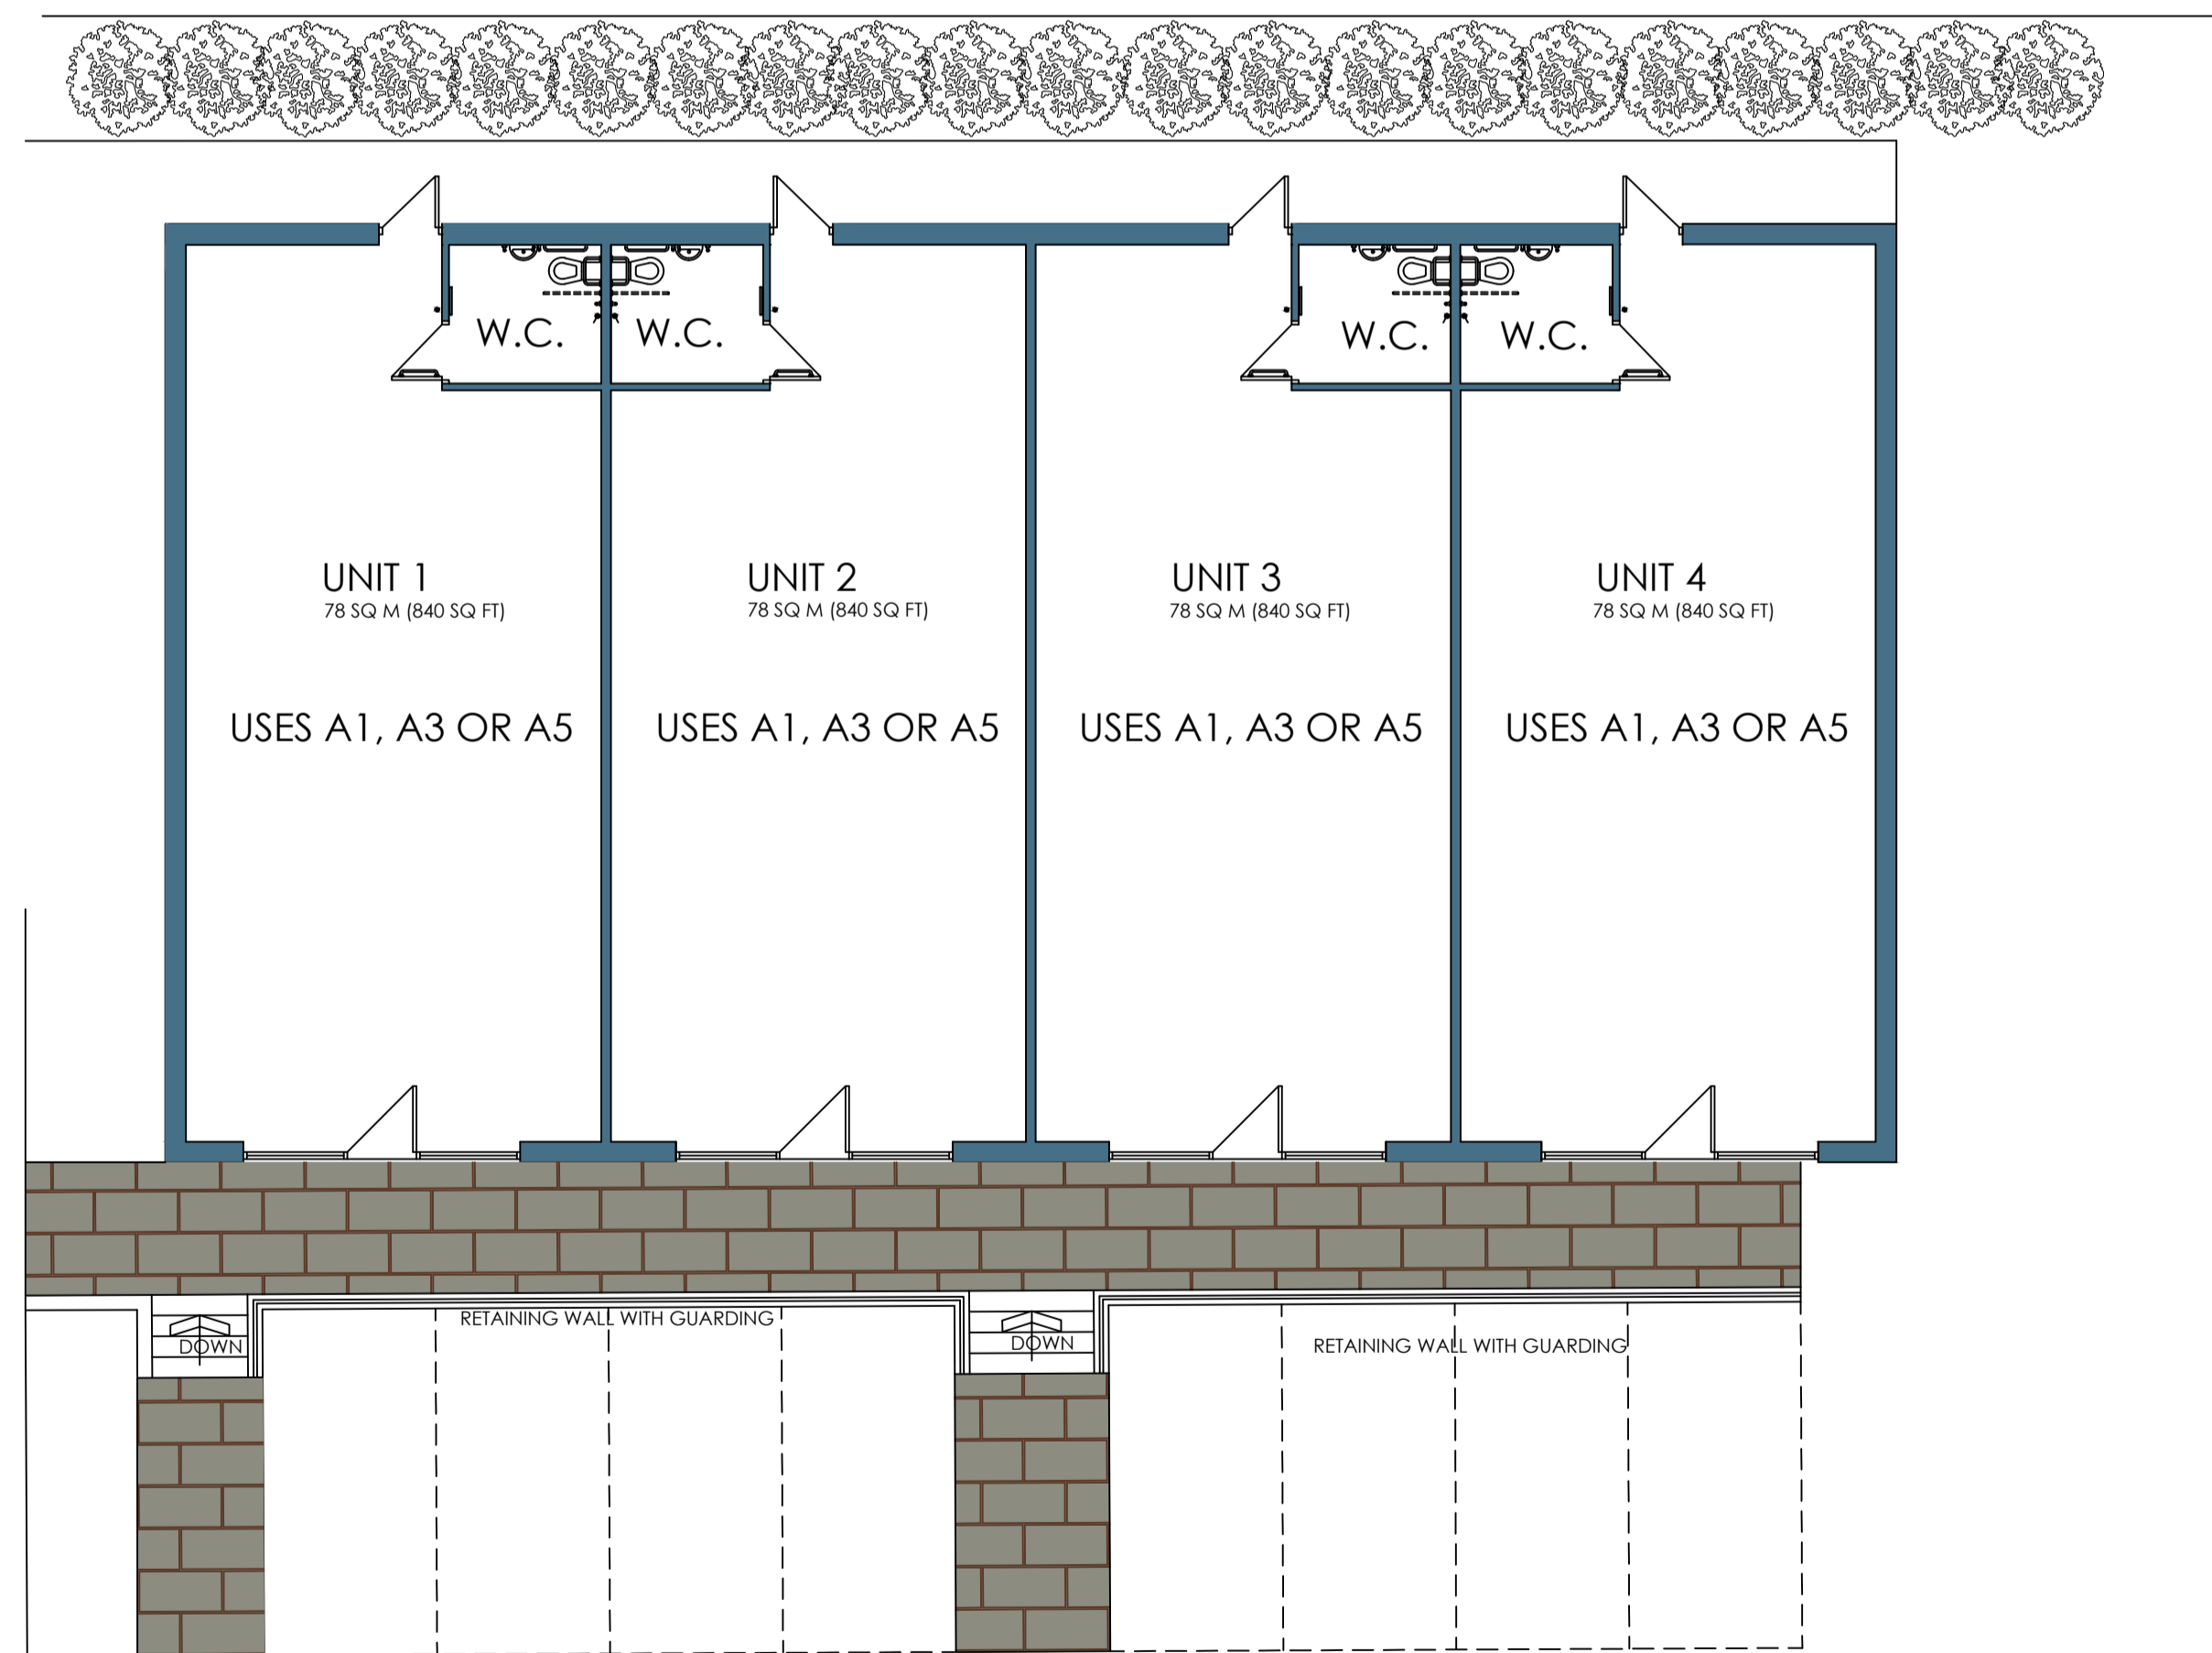 W.C.
W.C.
W.C.
W.C.
UNIT 1
78 SQ M (840 SQ FT)
USES A1, A3 OR A5
UNIT 2
78 SQ M (840 SQ FT)
USES A1, A3 OR A5
UNIT 3
78 SQ M (840 SQ FT)
USES A1, A3 OR A5
UNIT 4
78 SQ M (840 SQ FT)
USES A1, A3 OR A5
DOWN
RETAINING WALL WITH GUARDING
DOWN
RETAINING WALL WITH GUARDING